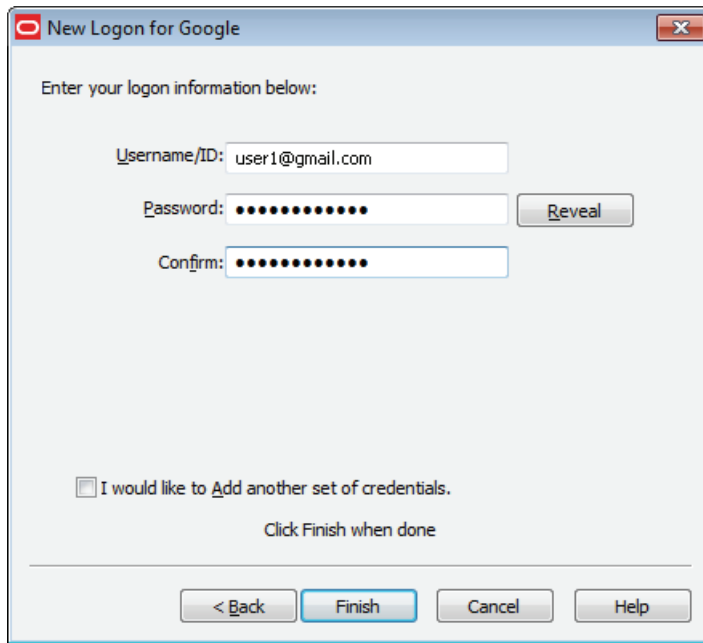 New Logon for Google
Enter your logon information below:
Username/ID: user1@gmail.com
Password: ●●●●●●●●●●●● Reveal
Confirm: ●●●●●●●●●●●●
I would like to Add another set of credentials.
Click Finish when done
< Back Finish Cancel Help